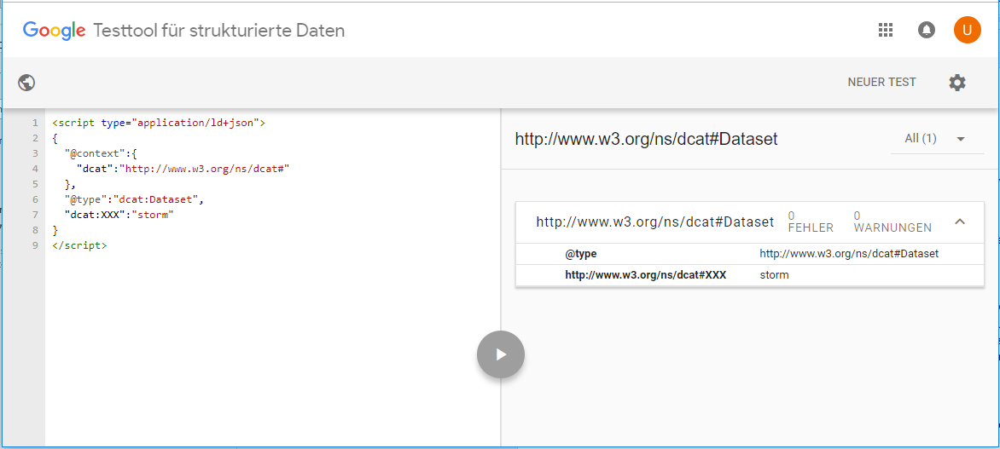 Google Testtool für strukturierte Daten
U
NEUER TEST
1 <script type="application/ld+json">
2 {
3 "@context":{
4 "dcat":"http://www.w3.org/ns/dcat#"
5 },
6 "@type":"dcat:Dataset",
7 "dcat:XXX":"storm"
8 }
9 </script>
http://www.w3.org/ns/dcat#Dataset
All (1)
http://www.w3.org/ns/dcat#Dataset
0 FEHLER
0 WARNUNGEN
@type http://www.w3.org/ns/dcat#Dataset
http://www.w3.org/ns/dcat#XXX storm